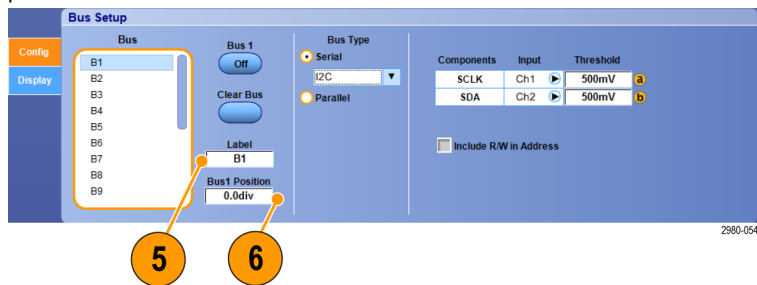 Bus Setup
Config
Display
Bus
B1
B2
B3
B4
B5
B6
B7
B8
B9
Bus 1
Off
Clear Bus
Label
B1
Bus1 Position
0.0div
Bus Type
Serial
I2C
Parallel
Components Input Threshold
SCLK Ch1 500mV a
SDA Ch2 500mV b
Include R/W in Address
5
6
2980-054